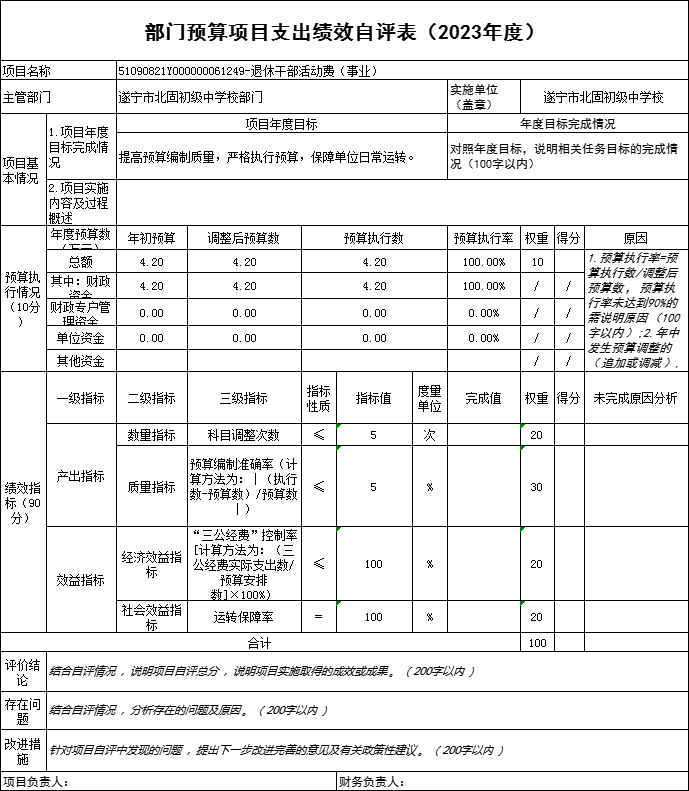 部门预算项目支出绩效自评表（2023年度）
项目名称 51090821Y000000061249-退休干部活动费（事业）
主管部门 遂宁市北固初级中学校部门 实施单位（盖章） 遂宁市北固初级中学校
项目基本情况 1.项目年度目标完成情况 项目年度目标 年度目标完成情况
提高预算编制质量，严格执行预算，保障单位日常运转。 对照年度目标，说明相关任务目标的完成情况（100字以内）
2.项目实施内容及过程概述
预算执行情况（10分） 年度预算数 年初预算 调整后预算数 预算执行数 预算执行率 权重 得分 原因
总额 4.20 4.20 4.20 100.00% 10 1.预算执行率=预算执行数/调整后预算数，预算执行率未达到90%的需说明原因（100字以内）;2.年中发生预算调整的（追加或调减），
其中：财政资金 4.20 4.20 4.20 100.00% / /
财政专户管理资金 0.00 0.00 0.00 0.00% / /
单位资金 0.00 0.00 0.00 0.00% / /
其他资金 / /
绩效指标（90分） 一级指标 二级指标 三级指标 指标性质 指标值 度量单位 完成值 权重 得分 未完成原因分析
产出指标 数量指标 科目调整次数 ≤ 5 次 20
质量指标 预算编制准确率（计算方法为：｜（执行数-预算数）/预算数｜） ≤ 5 % 30
效益指标 经济效益指标 “三公经费”控制率[计算方法为：（三公经费实际支出数/预算安排数]×100%） ≤ 100 % 20
社会效益指标 运转保障率 = 100 % 20
合计 100
评价结论 结合自评情况，说明项目自评总分，说明项目实施取得的成效或成果。（200字以内）
存在问题 结合自评情况，分析存在的问题及原因。（200字以内）
改进措施 针对项目自评中发现的问题，提出下一步改进完善的意见及有关政策性建议。（200字以内）
项目负责人： 财务负责人：